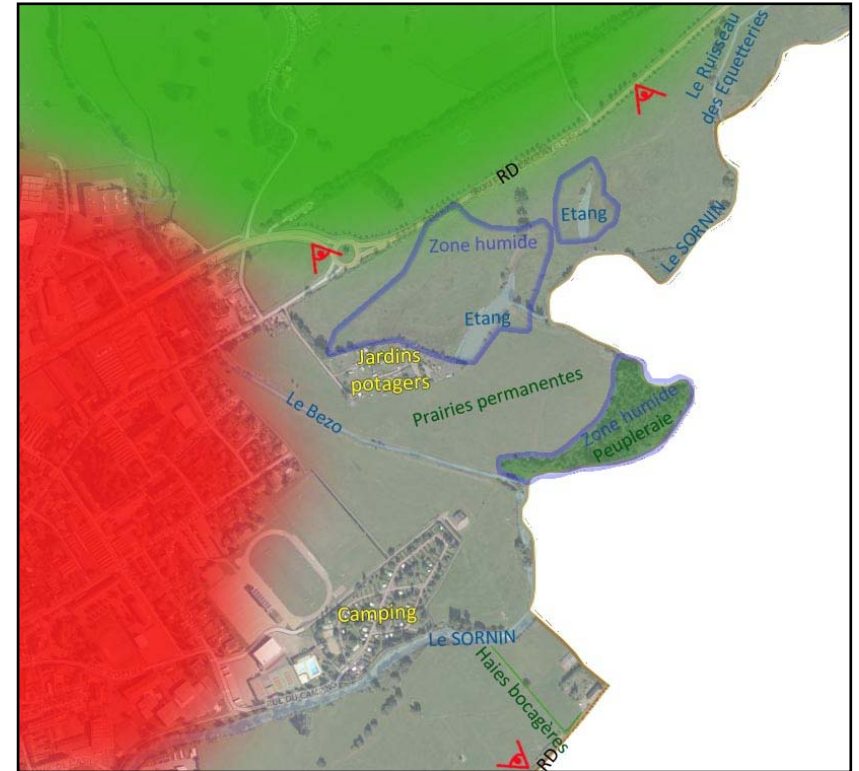 Le Ruisseau
des Equetteries
RD
Etang
Le SORNIN
Zone humide
Etang
Jardins
potagers
Prairies permanentes
Le Bezo
Zone humide
Peupleraie
Camping
Le SORNIN
Haies bocagères
RD